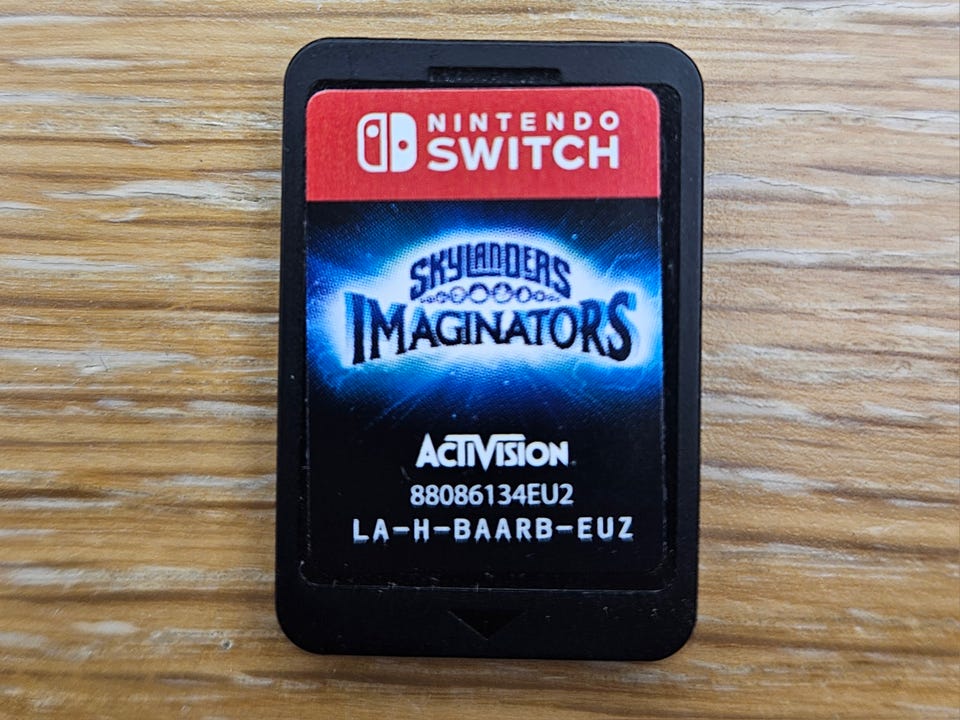 NINTENDO
SWITCH
SKYLANDERS
IMAGINATORS
ACTIVISION
88086134EU2
LA-H-BAARB-EUZ